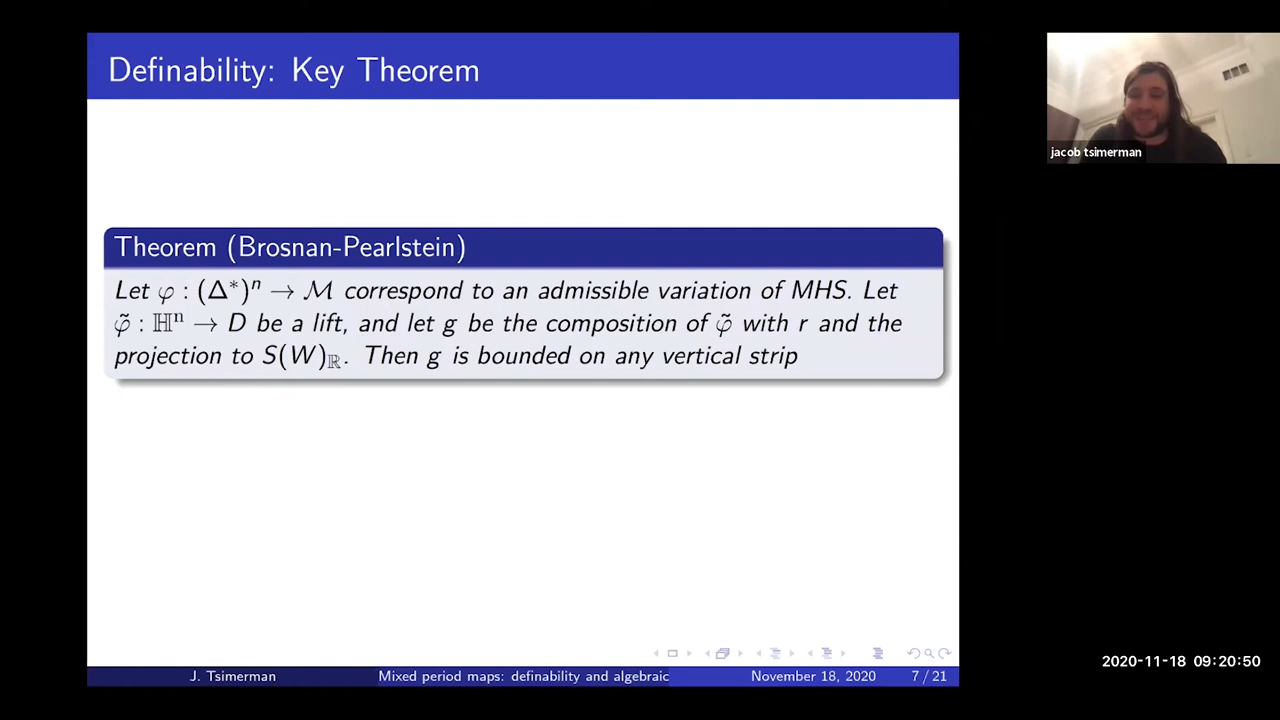 Definability: Key Theorem
jacob tsimerman
Theorem (Brosnan-Pearlstein)
Let φ : (Δ*)ⁿ → ℳ correspond to an admissible variation of MHS. Let
φ̃ : ℍⁿ → D be a lift, and let g be the composition of φ̃ with r and the
projection to S(W)_ℝ. Then g is bounded on any vertical strip
2020-11-18 09:20:50
J. Tsimerman
Mixed period maps: definability and algebraic
November 18, 2020
7 / 21